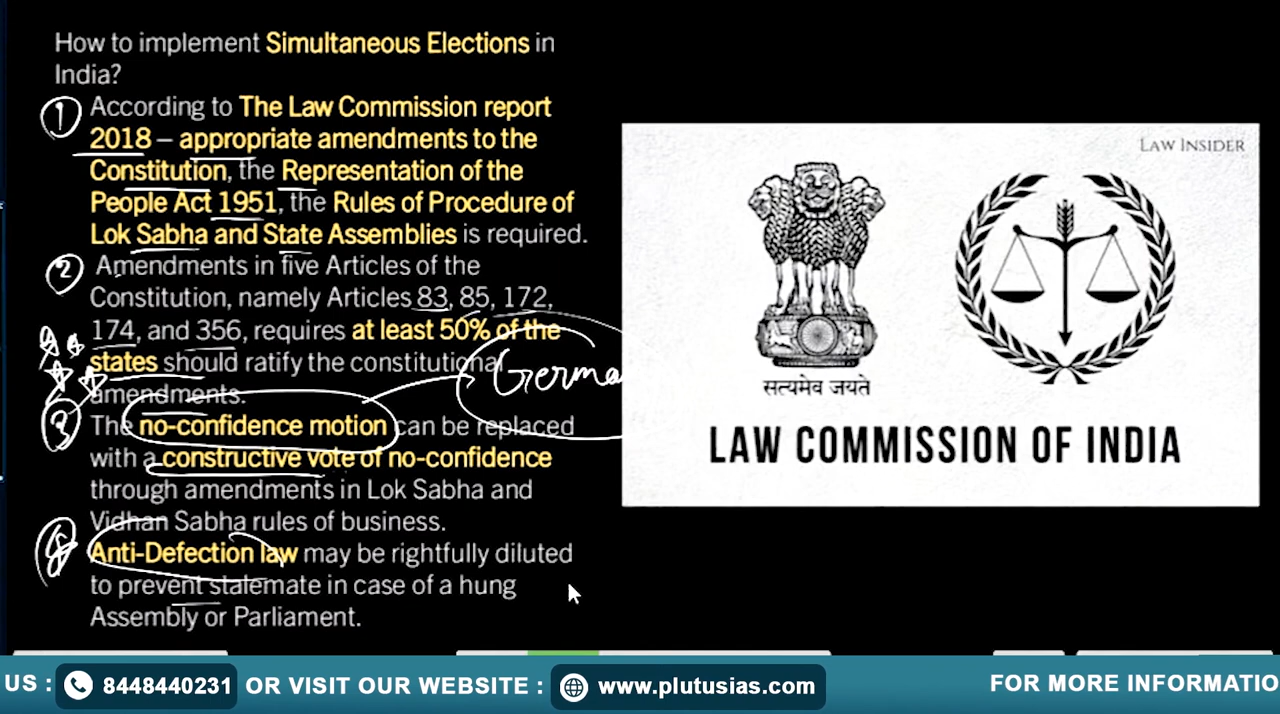 How to implement Simultaneous Elections in
India?
1 According to The Law Commission report
2018 – appropriate amendments to the
Constitution, the Representation of the
People Act 1951, the Rules of Procedure of
Lok Sabha and State Assemblies is required.
2 Amendments in five Articles of the
Constitution, namely Articles 83, 85, 172,
174, and 356, requires at least 50% of the
states should ratify the constitutional
amendments.
3 The no-confidence motion can be replaced
with a constructive vote of no-confidence
through amendments in Lok Sabha and
Vidhan Sabha rules of business.
Anti-Defection law may be rightfully diluted
to prevent stalemate in case of a hung
Assembly or Parliament.
Germa
LAW INSIDER
सत्यमेव जयते
LAW COMMISSION OF INDIA
US : 8448440231 OR VISIT OUR WEBSITE : www.plutusias.com FOR MORE INFORMATIO